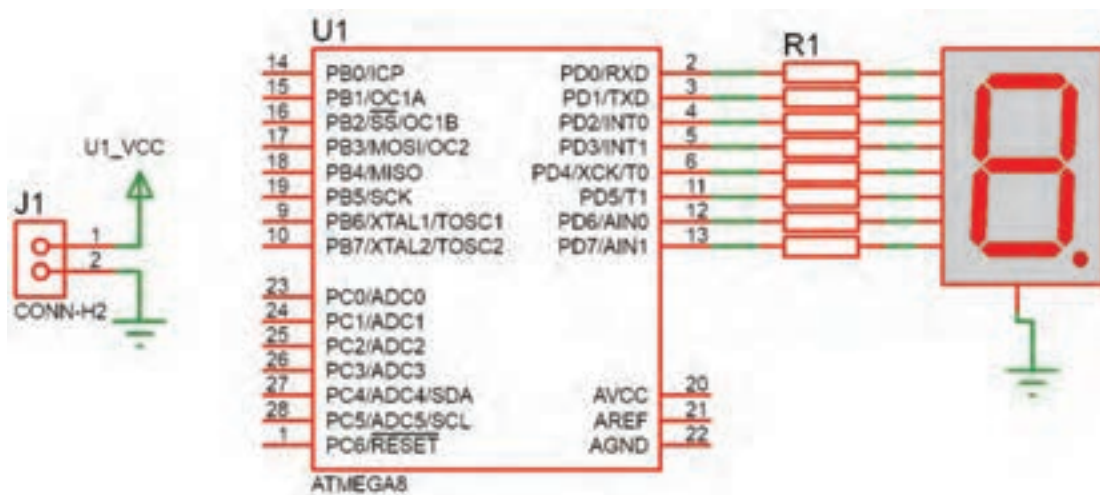 U1
R1
14 PB0/ICP PD0/RXD 2
15 PB1/OC1A PD1/TXD 3
16 PB2/SS/OC1B PD2/INT0 4
17 PB3/MOSI/OC2 PD3/INT1 5
18 PB4/MISO PD4/XCK/T0 6
19 PB5/SCK PD5/T1 11
9 PB6/XTAL1/TOSC1 PD6/AIN0 12
10 PB7/XTAL2/TOSC2 PD7/AIN1 13
U1_VCC
J1
1
2
CONN-H2
23 PC0/ADC0
24 PC1/ADC1
25 PC2/ADC2
26 PC3/ADC3
27 PC4/ADC4/SDA AVCC 20
28 PC5/ADC5/SCL AREF 21
1 PC6/RESET AGND 22
ATMEGA8